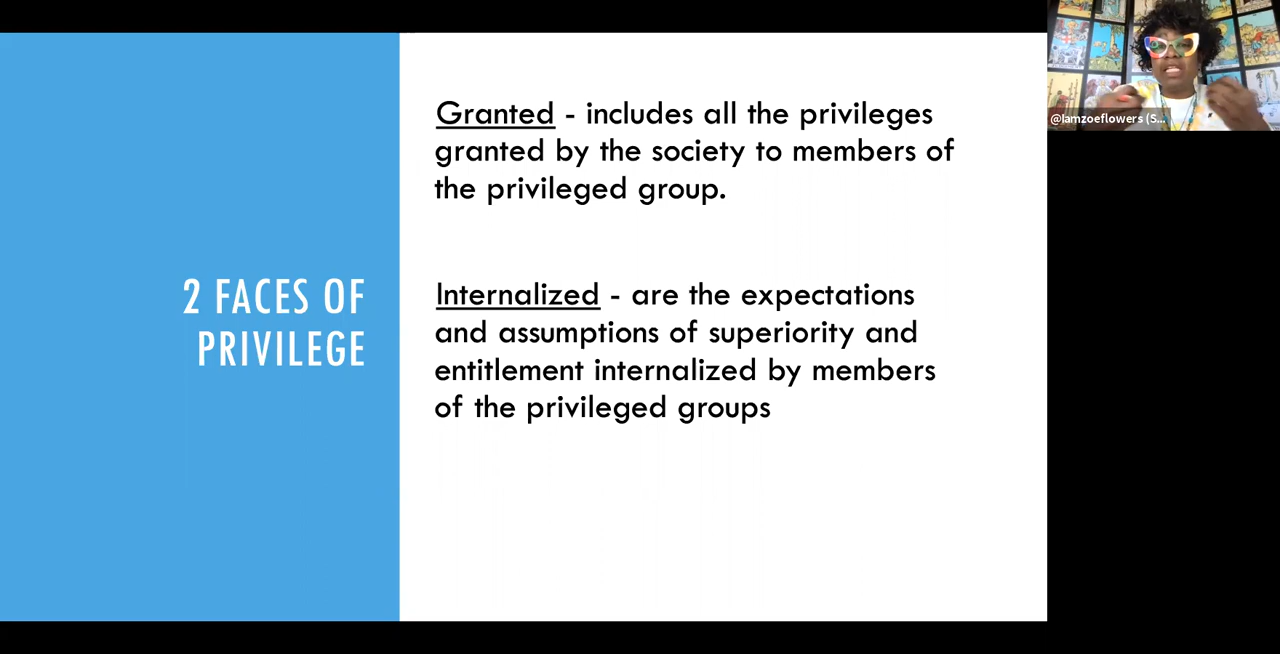 2 FACES OF
PRIVILEGE
Granted - includes all the privileges
granted by the society to members of
the privileged group.
Internalized - are the expectations
and assumptions of superiority and
entitlement internalized by members
of the privileged groups
@Iamzoeflowers (S...